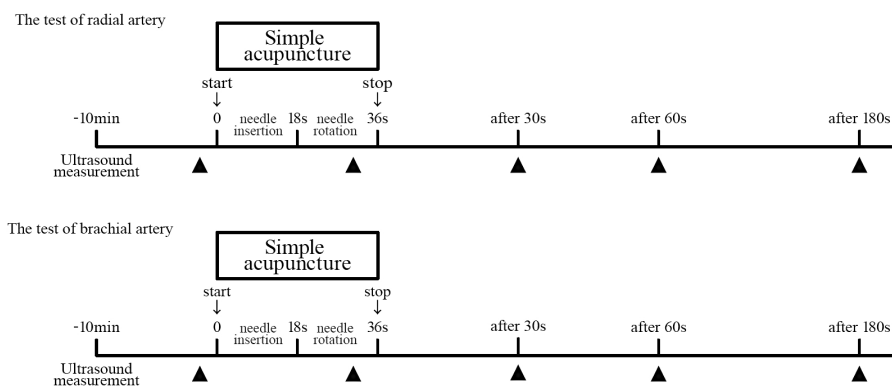 The test of radial artery
Simple
acupuncture
start stop
↓ ↓
-10min 0 needle 18s needle 36s after 30s after 60s after 180s
insertion rotation
Ultrasound
measurement
The test of brachial artery
Simple
acupuncture
start stop
↓ ↓
-10min 0 needle 18s needle 36s after 30s after 60s after 180s
insertion rotation
Ultrasound
measurement